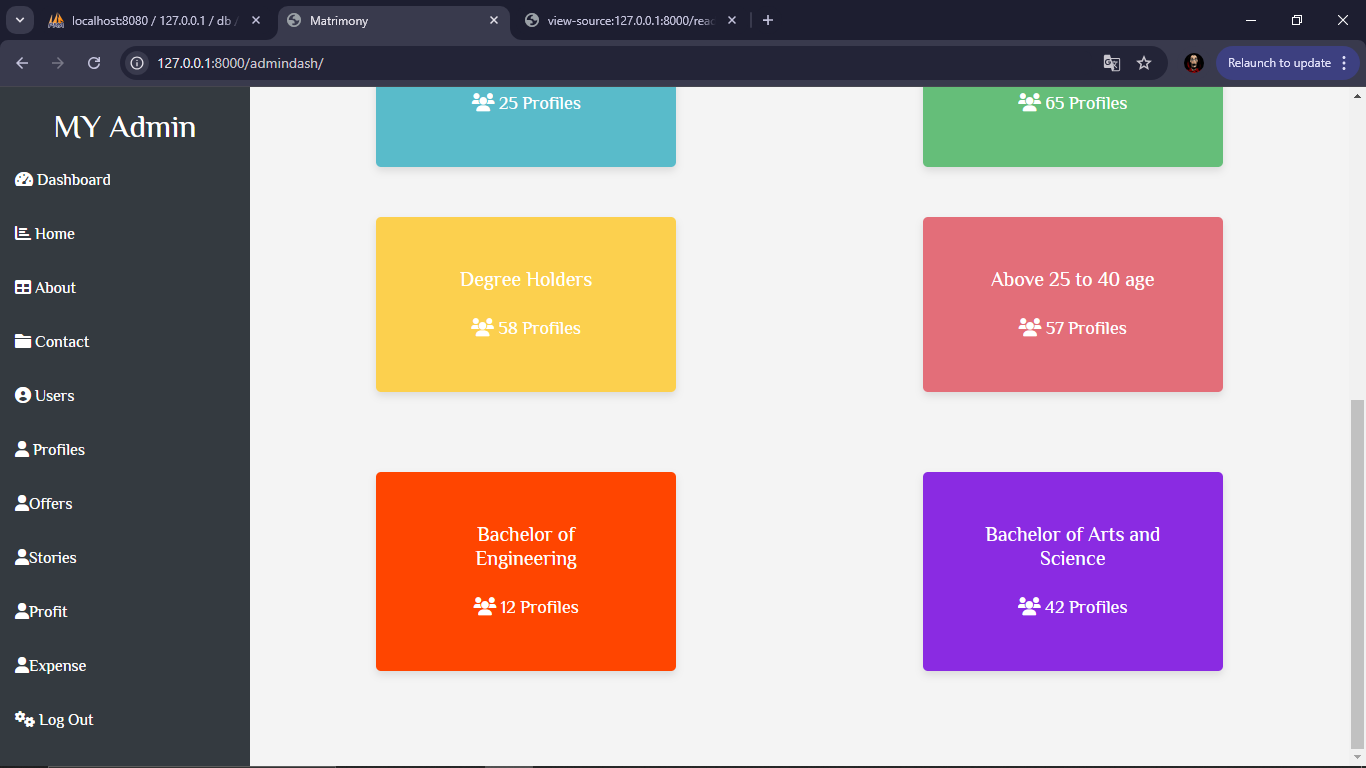 localhost:8080 / 127.0.0.1 / db /
Matrimony
view-source:127.0.0.1:8000/read
127.0.0.1:8000/admindash/
Relaunch to update
MY Admin
Dashboard
Home
About
Contact
Users
Profiles
Offers
Stories
Profit
Expense
Log Out
25 Profiles
65 Profiles
Degree Holders
58 Profiles
Above 25 to 40 age
57 Profiles
Bachelor of
Engineering
12 Profiles
Bachelor of Arts and
Science
42 Profiles